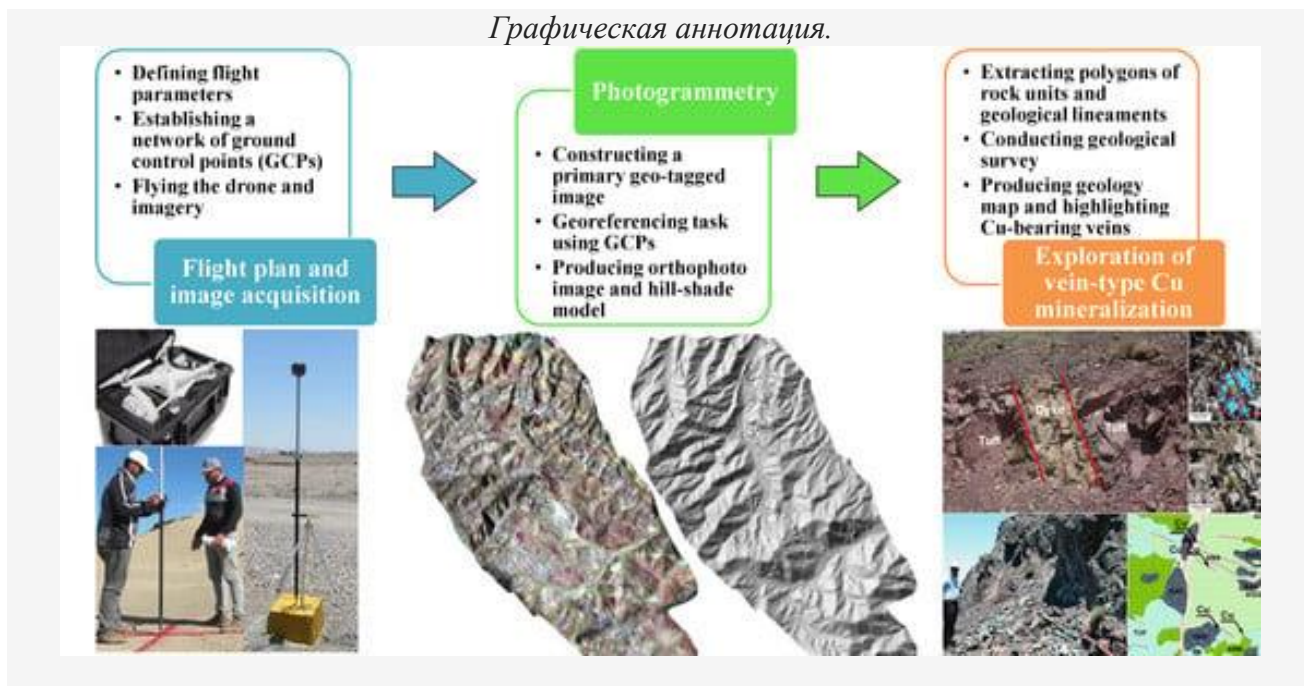 Графическая аннотация.
• Defining flight
parameters
• Establishing a
network of ground
control points (GCPs)
• Flying the drone and
imagery
Flight plan and
image acquisition
Photogrammetry
• Constructing a
primary geo-tagged
image
• Georeferencing task
using GCPs
• Producing orthophoto
image and hill-shade
model
• Extracting polygons of
rock units and
geological lineaments
• Conducting geological
survey
• Producing geology
map and highlighting
Cu-bearing veins
Exploration of
vein-type Cu
mineralization
Tuff
Dyke
Tuff
Cu
Cu
Cu